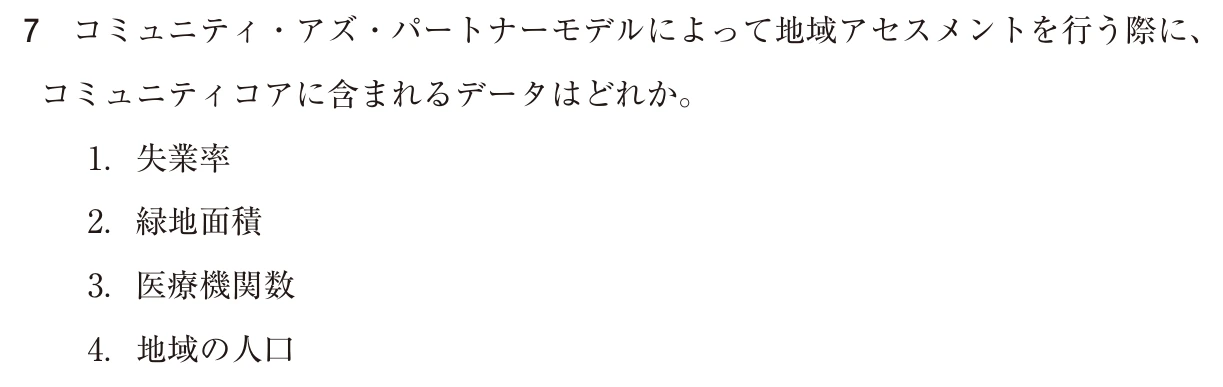 7 コミュニティ・アズ・パートナーモデルによって地域アセスメントを行う際に、
コミュニティコアに含まれるデータはどれか。
1. 失業率
2. 緑地面積
3. 医療機関数
4. 地域の人口